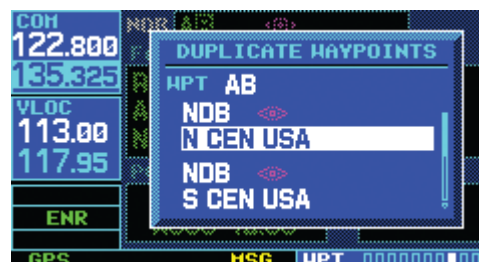 COM
122.800
135.325
VLOC
113.00
117.95
ENR
GPS
NDB
DUPLICATE WAYPOINTS
WPT AB
NDB
N CEN USA
NDB
S CEN USA
MSG
WPT